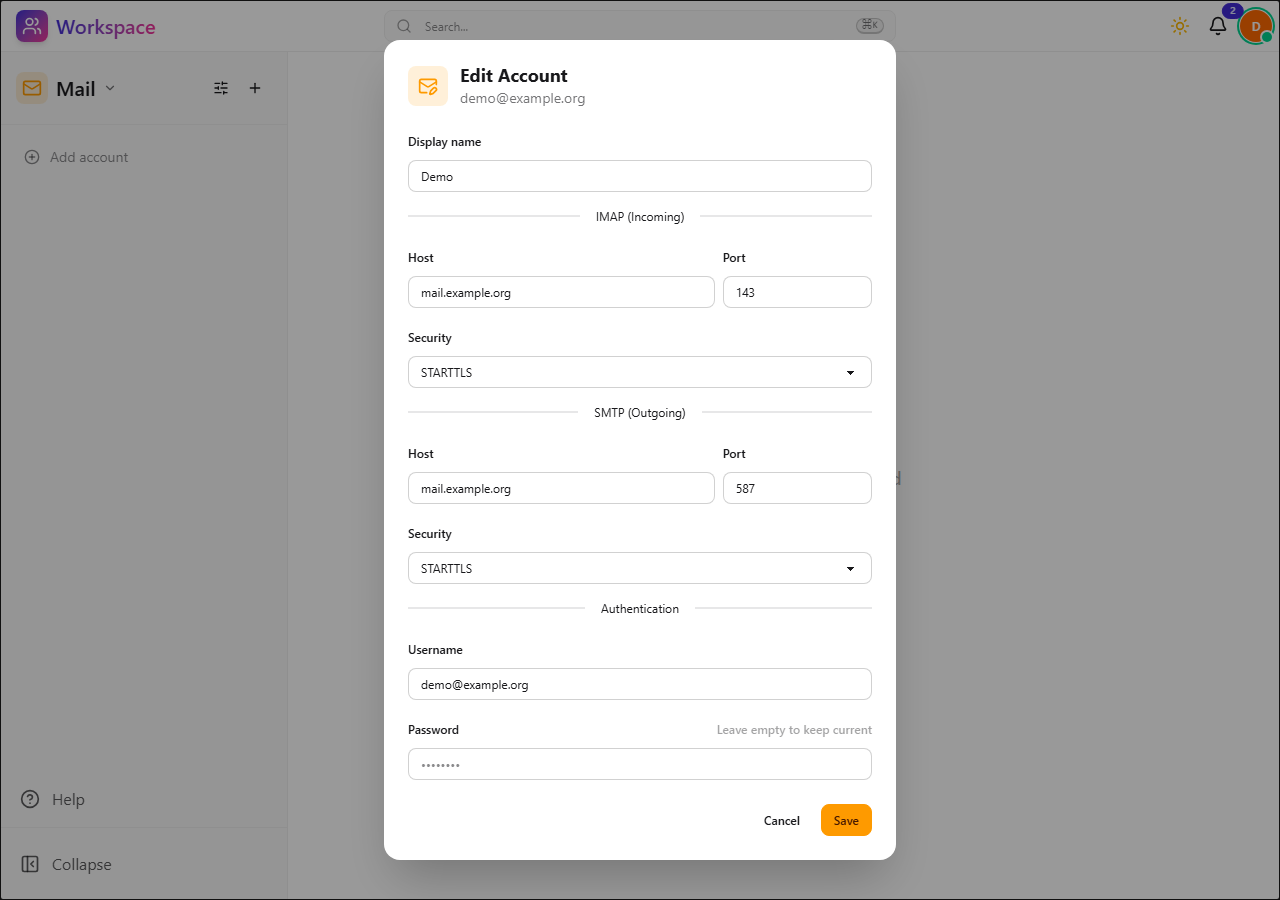 Workspace
Search...
⌘K
2
D
Mail
Add account
Edit Account
demo@example.org
Display name
Demo
IMAP (Incoming)
Host Port
mail.example.org 143
Security
STARTTLS
SMTP (Outgoing)
Host Port
mail.example.org 587
Security
STARTTLS
Authentication
Username
demo@example.org
Password Leave empty to keep current
••••••••
Cancel Save
Help
Collapse